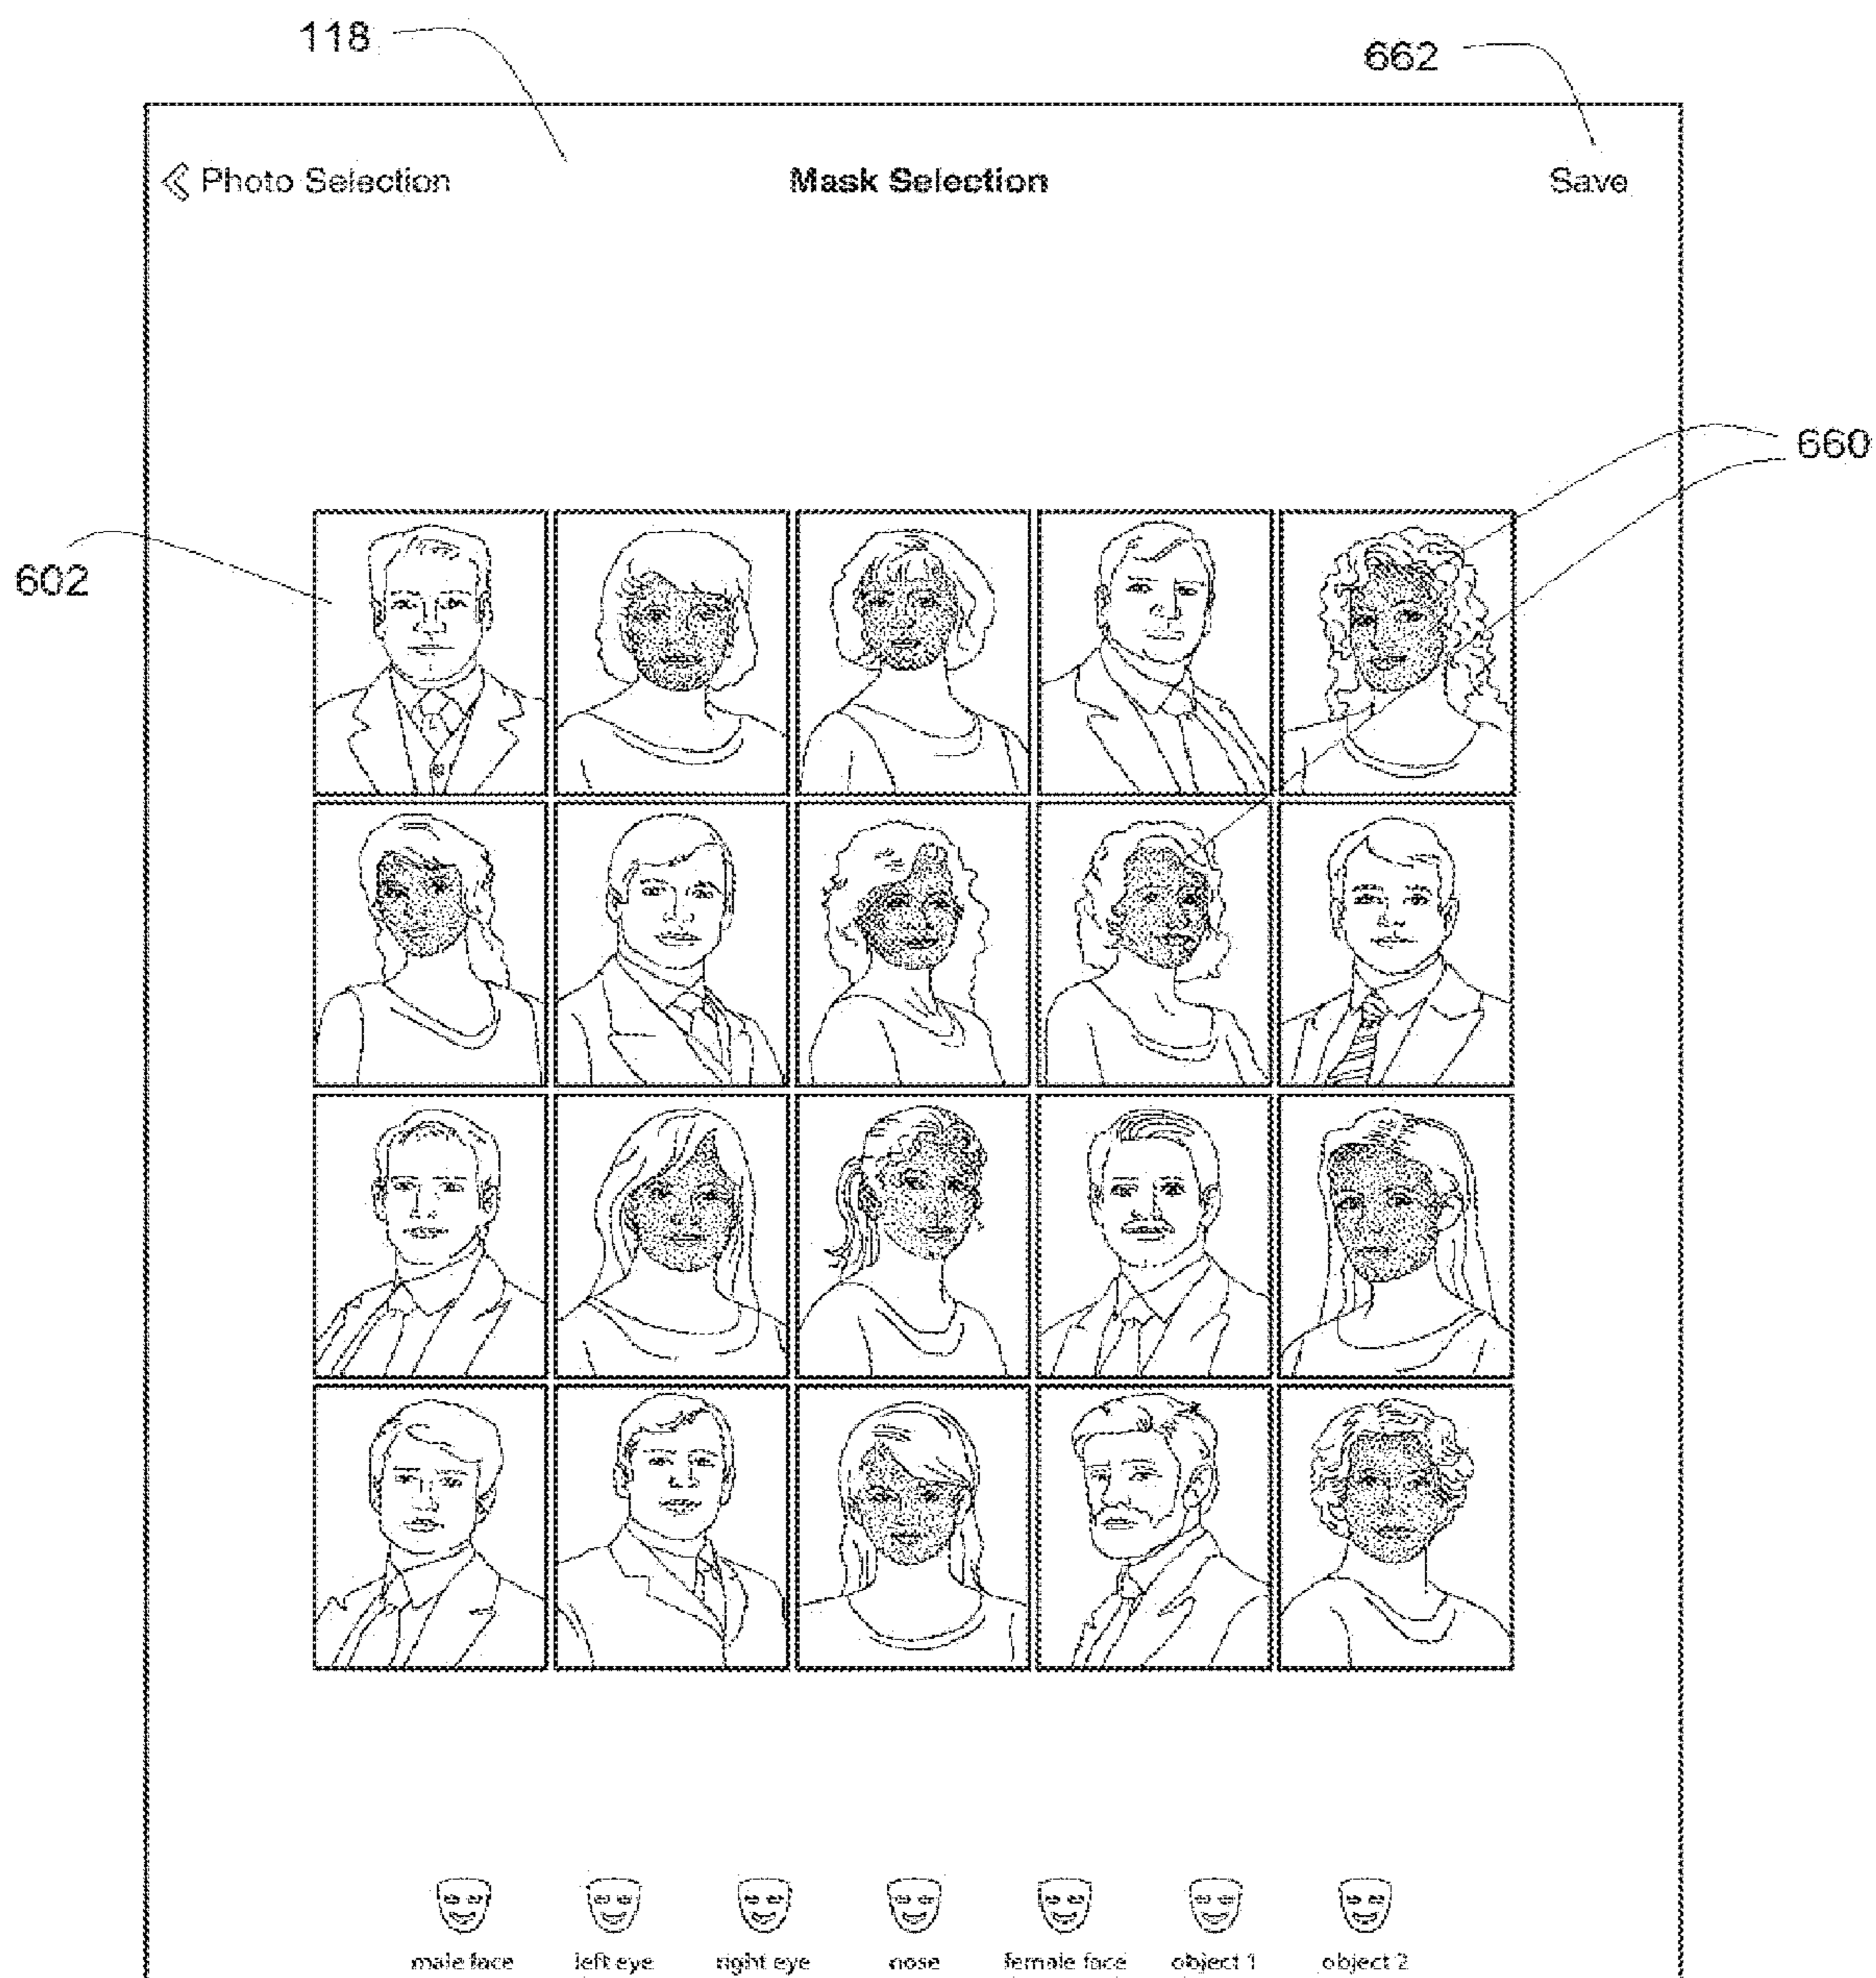 118
662
Photo Selection Mask Selection Save
660
602
male face left eye right eye nose female face object 1 object 2